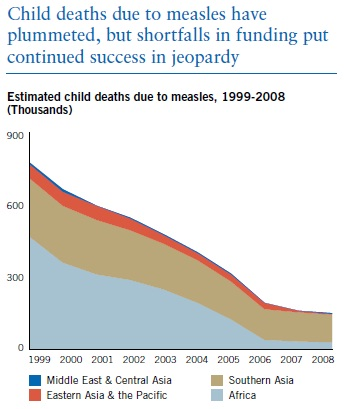 Child deaths due to measles have
plummeted, but shortfalls in funding put
continued success in jeopardy
Estimated child deaths due to measles, 1999-2008
(Thousands)
900
600
300
0
1999 2000 2001 2002 2003 2004 2005 2006 2007 2008
Middle East & Central Asia
Southern Asia
Eastern Asia & the Pacific
Africa